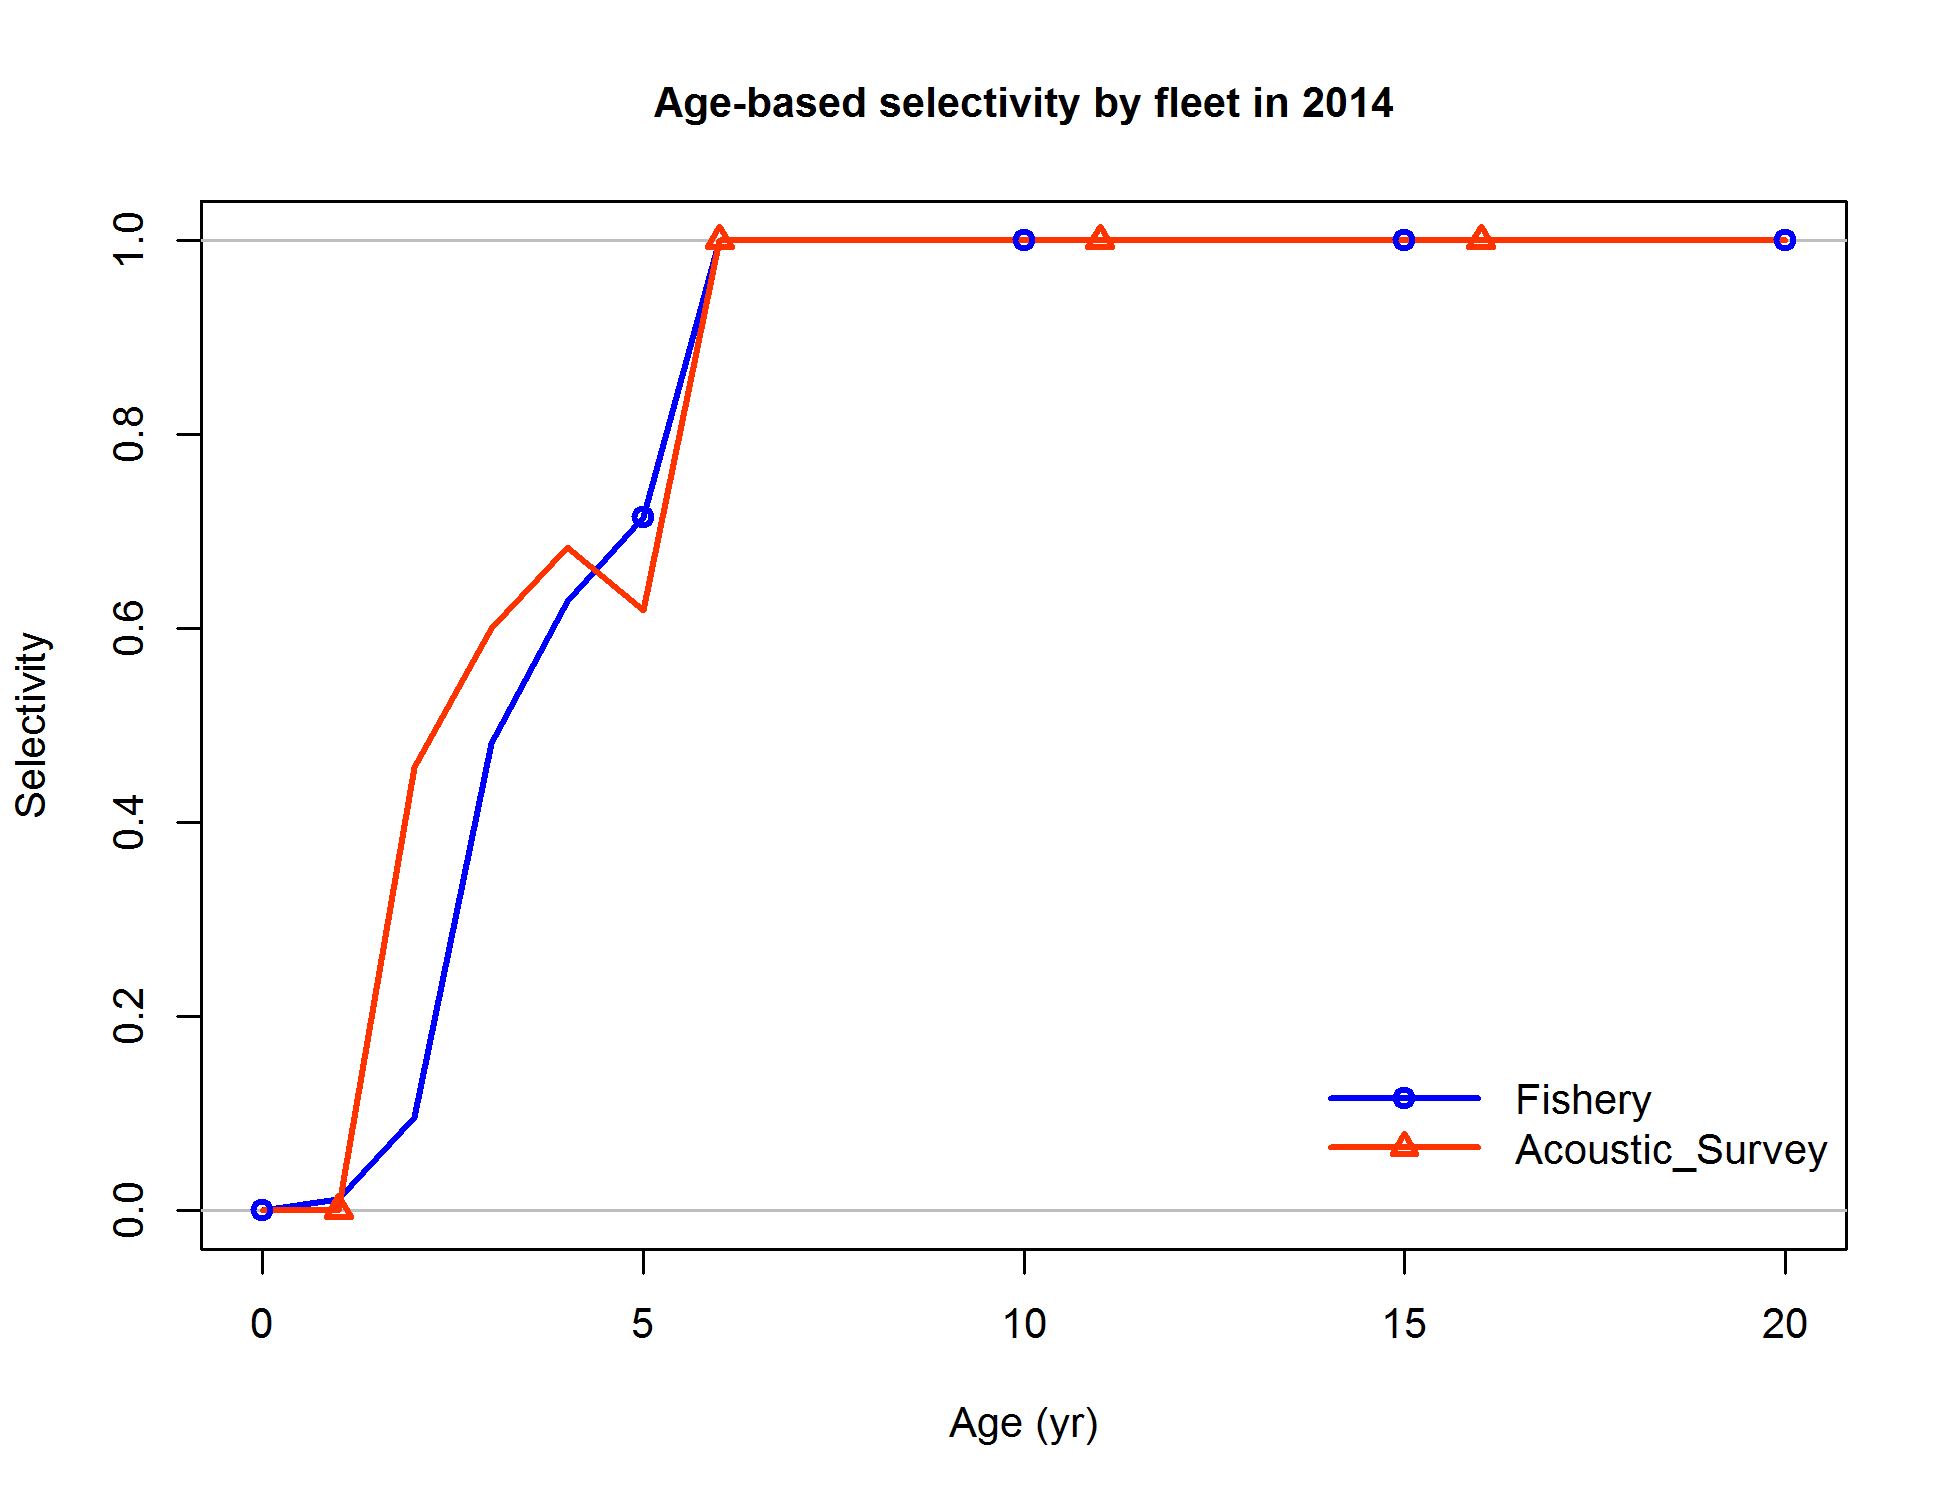 Age-based selectivity by fleet in 2014
1.0
0.8
0.6
0.4
0.2
0.0
Selectivity
Fishery
Acoustic_Survey
0 5 10 15 20
Age (yr)